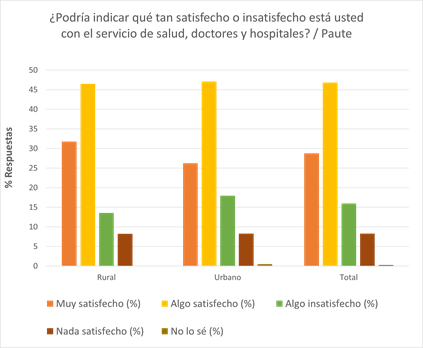 ¿Podría indicar qué tan satisfecho o insatisfecho está usted
con el servicio de salud, doctores y hospitales? / Paute
50
45
40
35
30
25
20
15
10
5
0
% Respuestas
Rural Urbano Total
Muy satisfecho (%) Algo satisfecho (%) Algo insatisfecho (%)
Nada satisfecho (%) No lo sé (%)